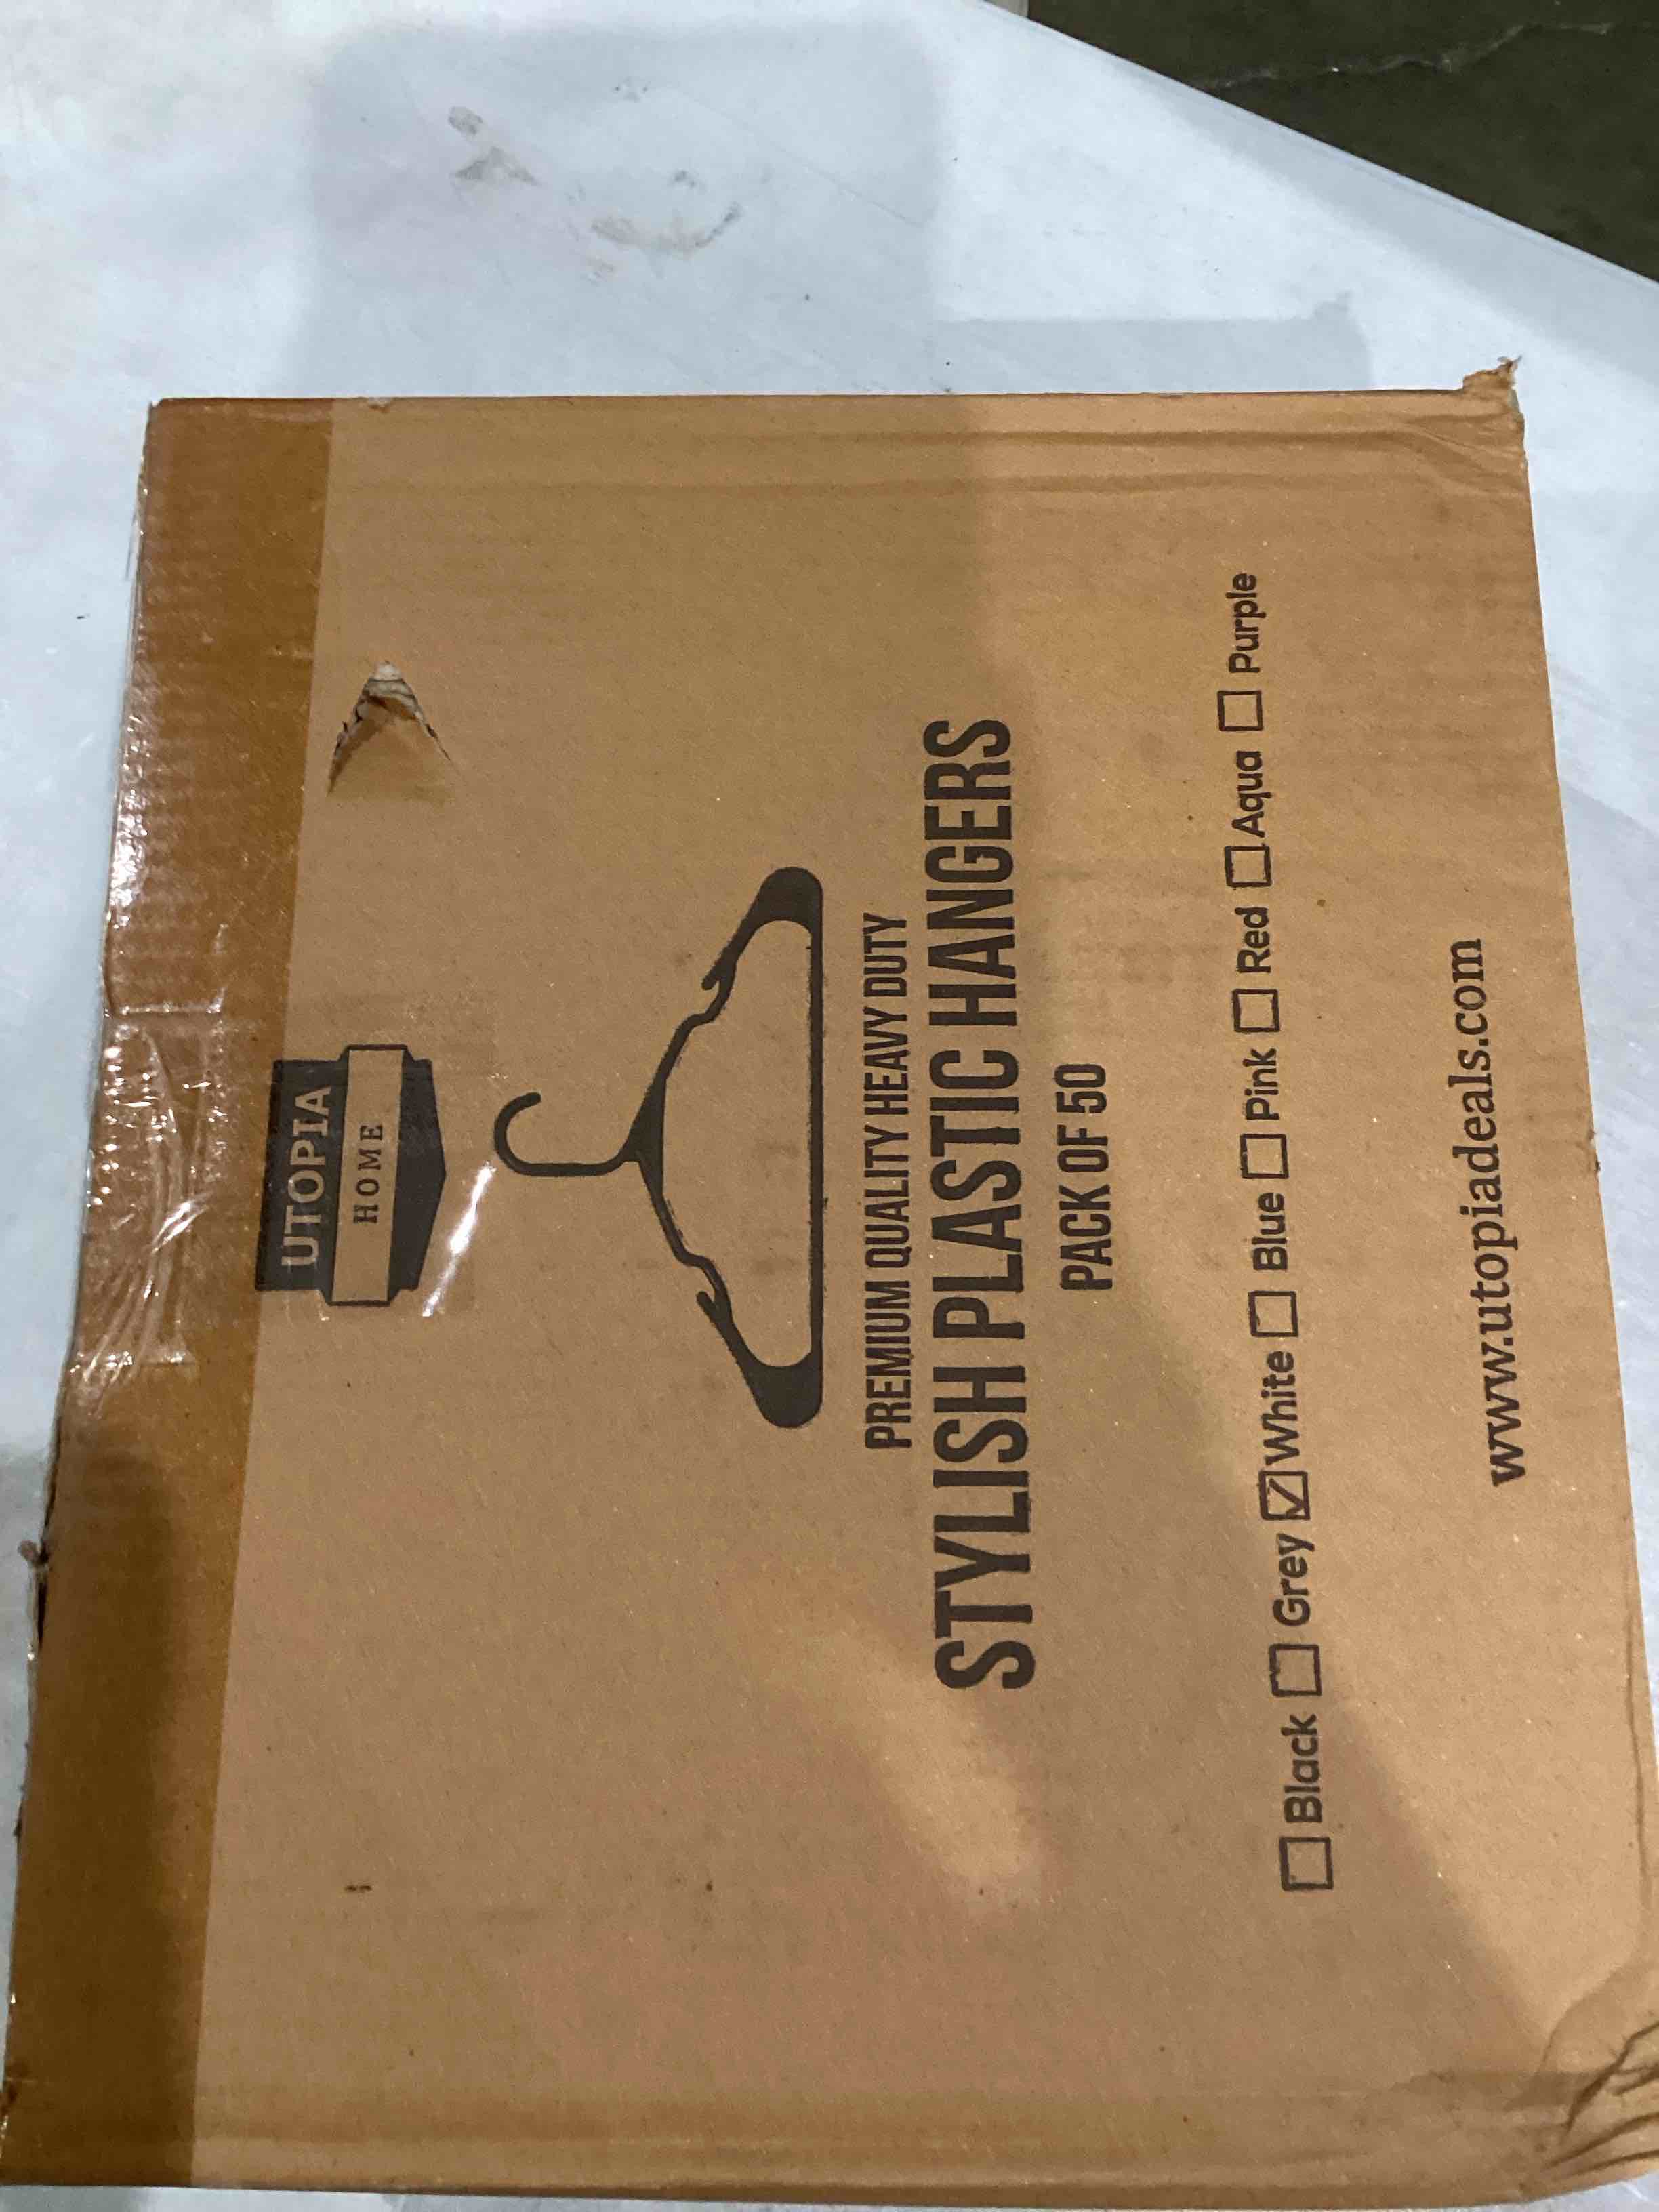 UTOPIA
HOME
PREMIUM QUALITY HEAVY DUTY
STYLISH PLASTIC HANGERS
PACK OF 50
☐ Black ☐ Grey ☑ White ☐ Blue ☐ Pink ☐ Red ☐ Aqua ☐ Purple
www.utopiadeals.com